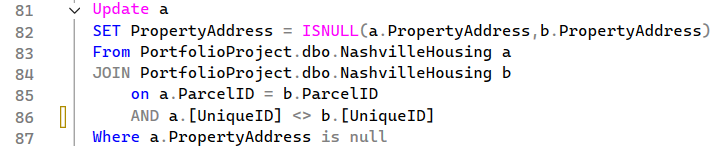 81 Update a
82 SET PropertyAddress = ISNULL(a.PropertyAddress,b.PropertyAddress)
83 From PortfolioProject.dbo.NashvilleHousing a
84 JOIN PortfolioProject.dbo.NashvilleHousing b
85 on a.ParcelID = b.ParcelID
86 AND a.[UniqueID] <> b.[UniqueID]
87 Where a.PropertyAddress is null